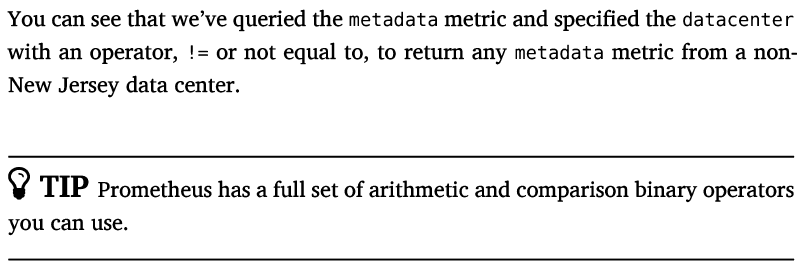 You can see that we’ve queried the metadata metric and specified the datacenter
with an operator, != or not equal to, to return any metadata metric from a non-
New Jersey data center.
TIP Prometheus has a full set of arithmetic and comparison binary operators
you can use.